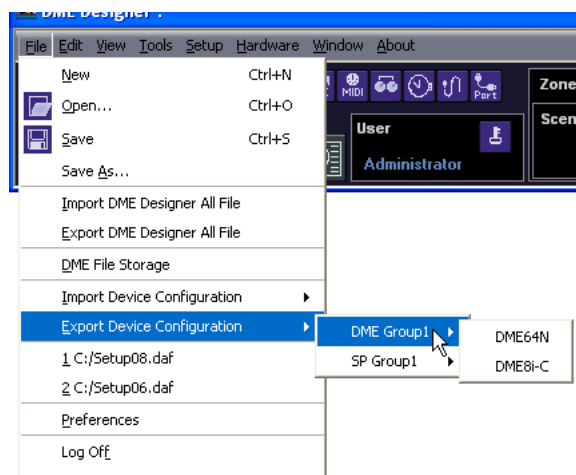 DME Designer :
File Edit View Tools Setup Hardware Window About
New Ctrl+N
Open... Ctrl+O
Save Ctrl+S
Save As...
Import DME Designer All File
Export DME Designer All File
DME File Storage
Import Device Configuration
Export Device Configuration
1 C:/Setup08.daf
2 C:/Setup06.daf
Preferences
Log Off
MIDI
Port
User
Administrator
Zone
Scen
DME Group1
SP Group1
DME64N
DME8i-C